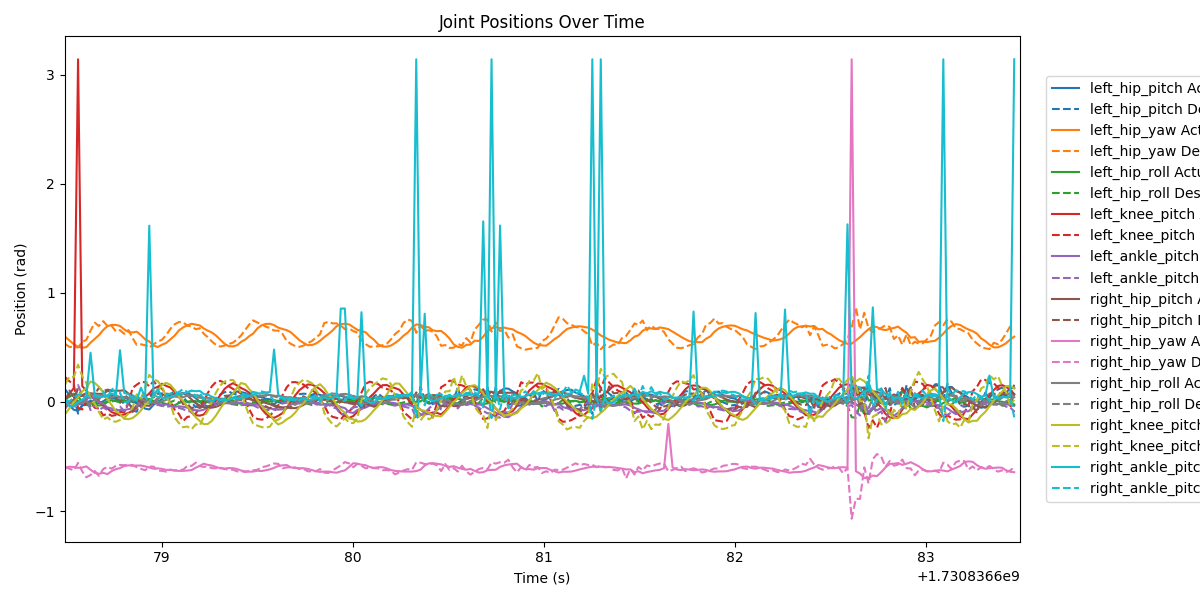 Joint Positions Over Time
3
2
1
0
−1
Position (rad)
79
80
81
82
83
Time (s)
+1.7308366e9
left_hip_pitch Ac
left_hip_pitch De
left_hip_yaw Act
left_hip_yaw De
left_hip_roll Actu
left_hip_roll Des
left_knee_pitch
left_knee_pitch
left_ankle_pitch
left_ankle_pitch
right_hip_pitch A
right_hip_pitch
right_hip_yaw A
right_hip_yaw D
right_hip_roll Ac
right_hip_roll De
right_knee_pitch
right_knee_pitch
right_ankle_pitc
right_ankle_pitc